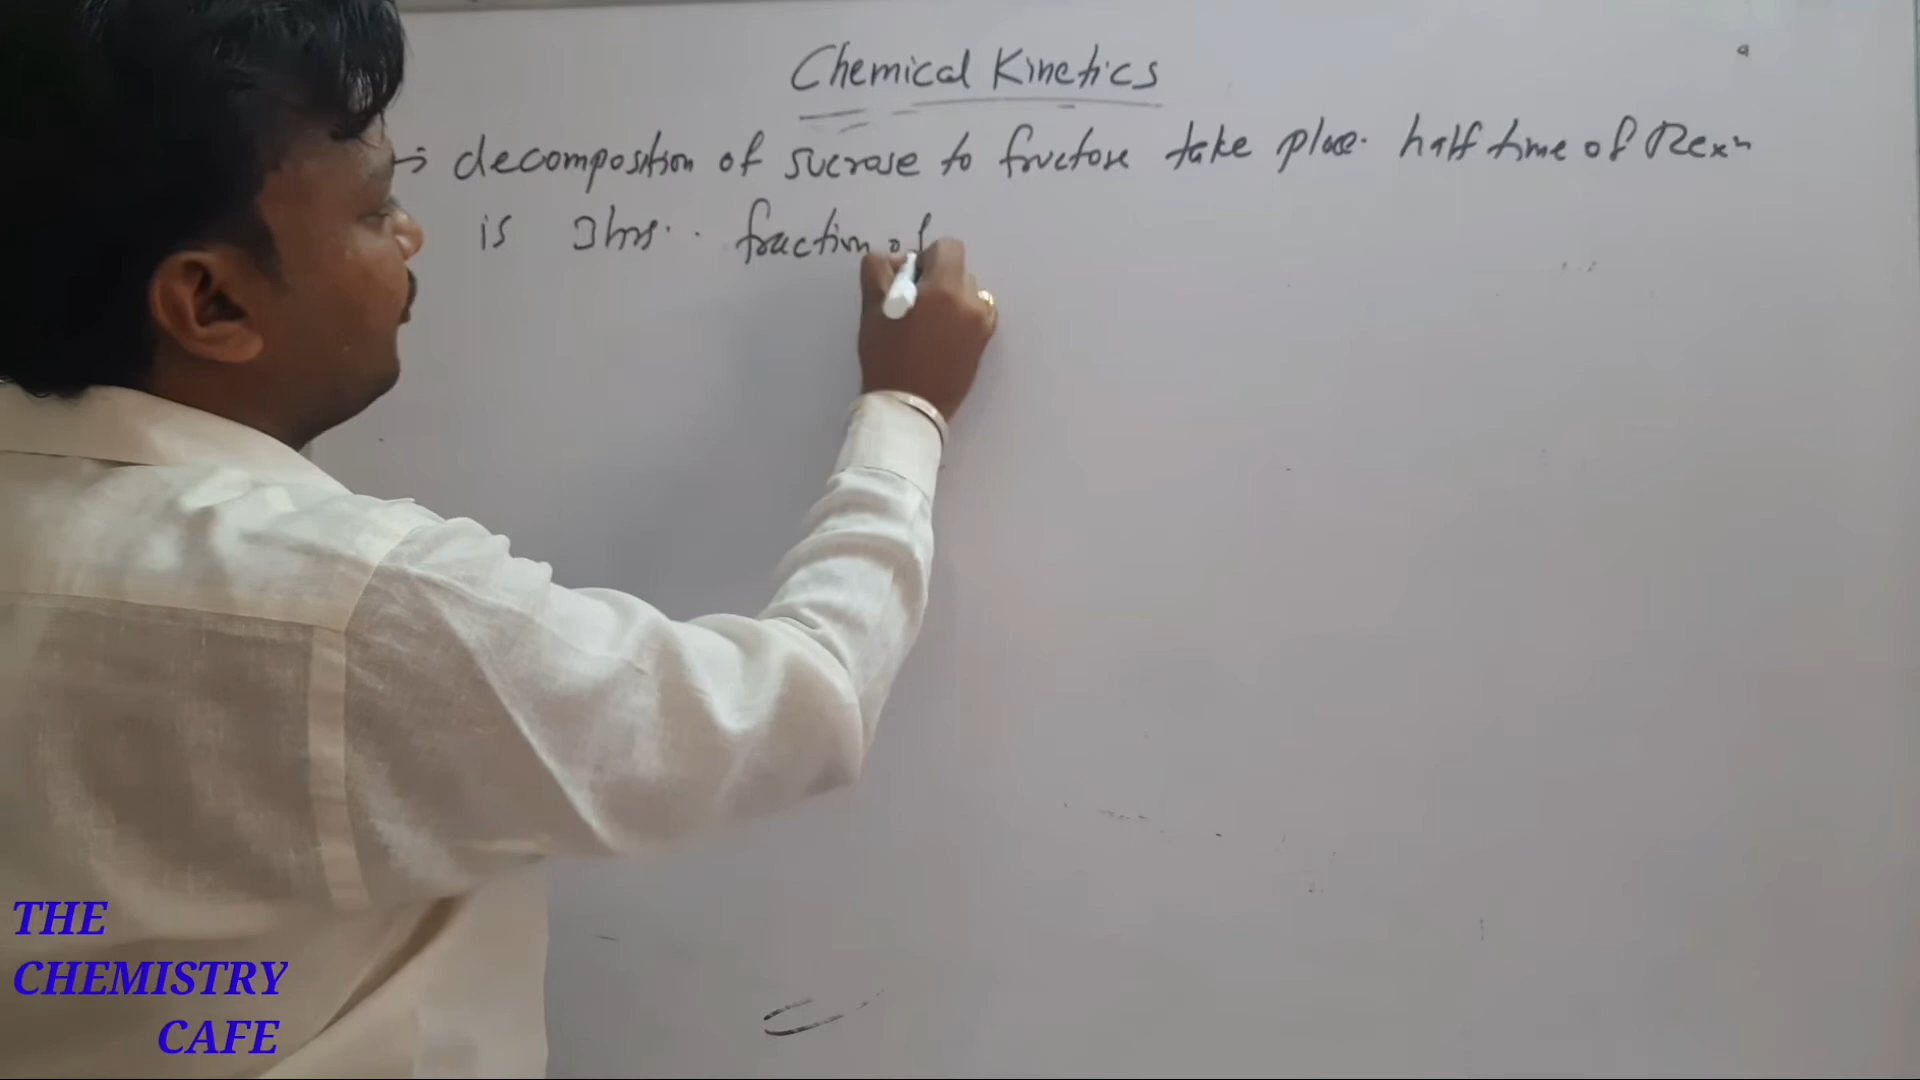 Chemical Kinetics
→ decomposition of sucrose to fructose take place. half time of Rexn
is 3hrs. fraction of
THE
CHEMISTRY
CAFE